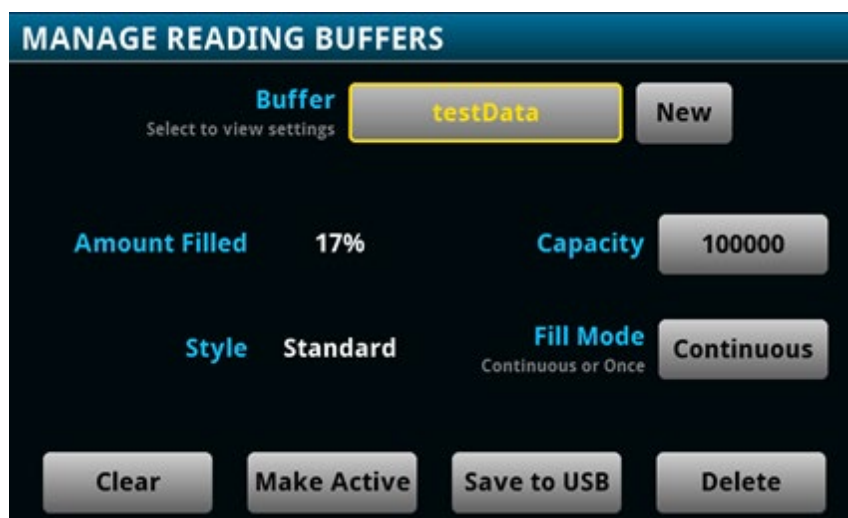 MANAGE READING BUFFERS
Buffer
Select to view settings
testData
New
Amount Filled
17%
Capacity
100000
Style
Standard
Fill Mode
Continuous or Once
Continuous
Clear
Make Active
Save to USB
Delete